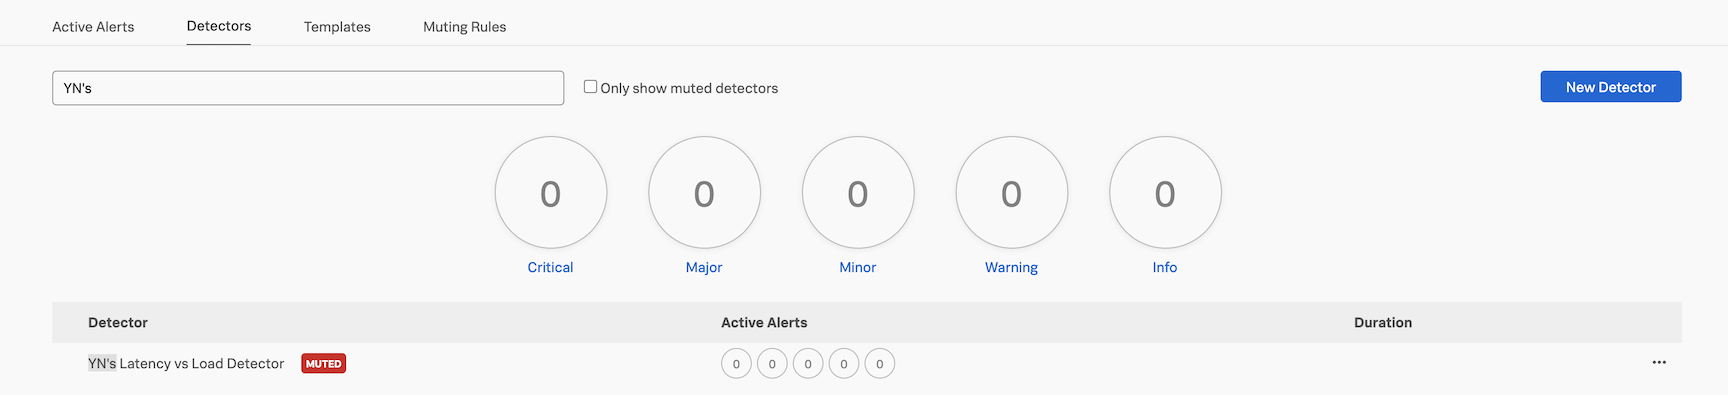 Active Alerts Detectors Templates Muting Rules
YN's Only show muted detectors New Detector
0 0 0 0 0
Critical Major Minor Warning Info
Detector Active Alerts Duration
YN's Latency vs Load Detector MUTED 0 0 0 0 0 ...